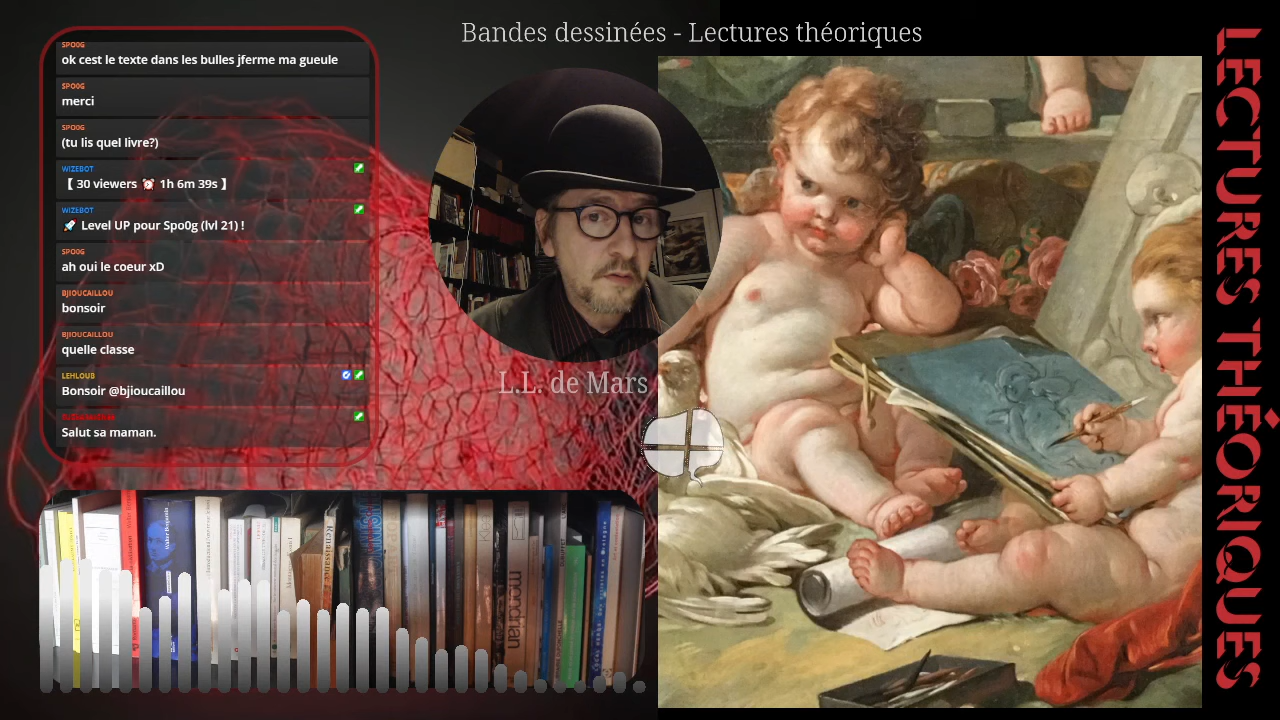 Bandes dessinées - Lectures théoriques
SPO0G
ok cest le texte dans les bulles jferme ma gueule
SPO0G
merci
SPO0G
(tu lis quel livre?)
WIZEBOT
【 30 viewers ⏰ 1h 6m 39s 】
WIZEBOT
🚀 Level UP pour Spo0g (lvl 21) !
SPO0G
ah oui le coeur xD
BJIOUCAILLOU
bonsoir
BJIOUCAILLOU
quelle classe
LEHLOUB
Bonsoir @bjioucaillou
Salut sa maman.
L.L. de Mars
Walter Benjamin
Renaissance
mondrian
LECTURES THÉORIQUES